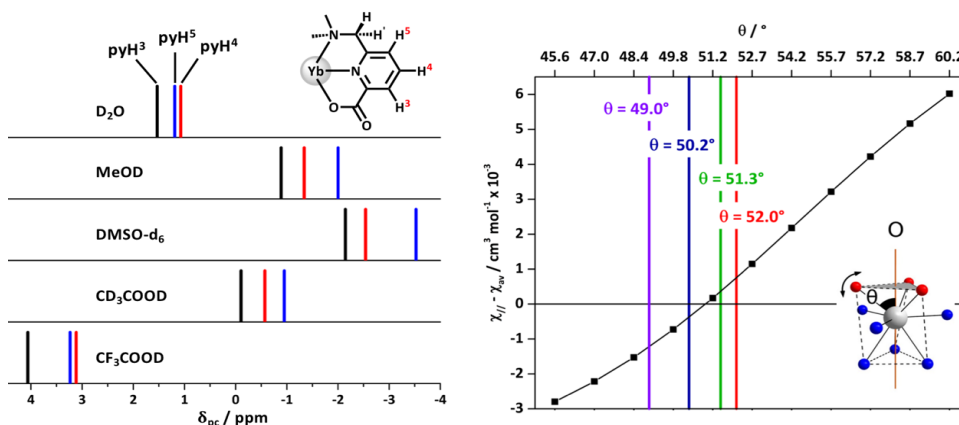 pyH³ pyH⁵ pyH⁴
D₂O
MeOD
DMSO-d₆
CD₃COOD
CF₃COOD
4 3 2 1 0 -1 -2 -3 -4
δpc / ppm
H
N H'
H⁵
Yb N H⁴
O H³
O
θ / °
45.6 47.0 48.4 49.8 51.2 52.7 54.2 55.7 57.2 58.7 60.2
6
5
4
3
2
1
0
-1
-2
-3
χ// - χav / cm³ mol⁻¹ x 10⁻³
θ = 49.0°
θ = 50.2°
θ = 51.3°
θ = 52.0°
O
θ